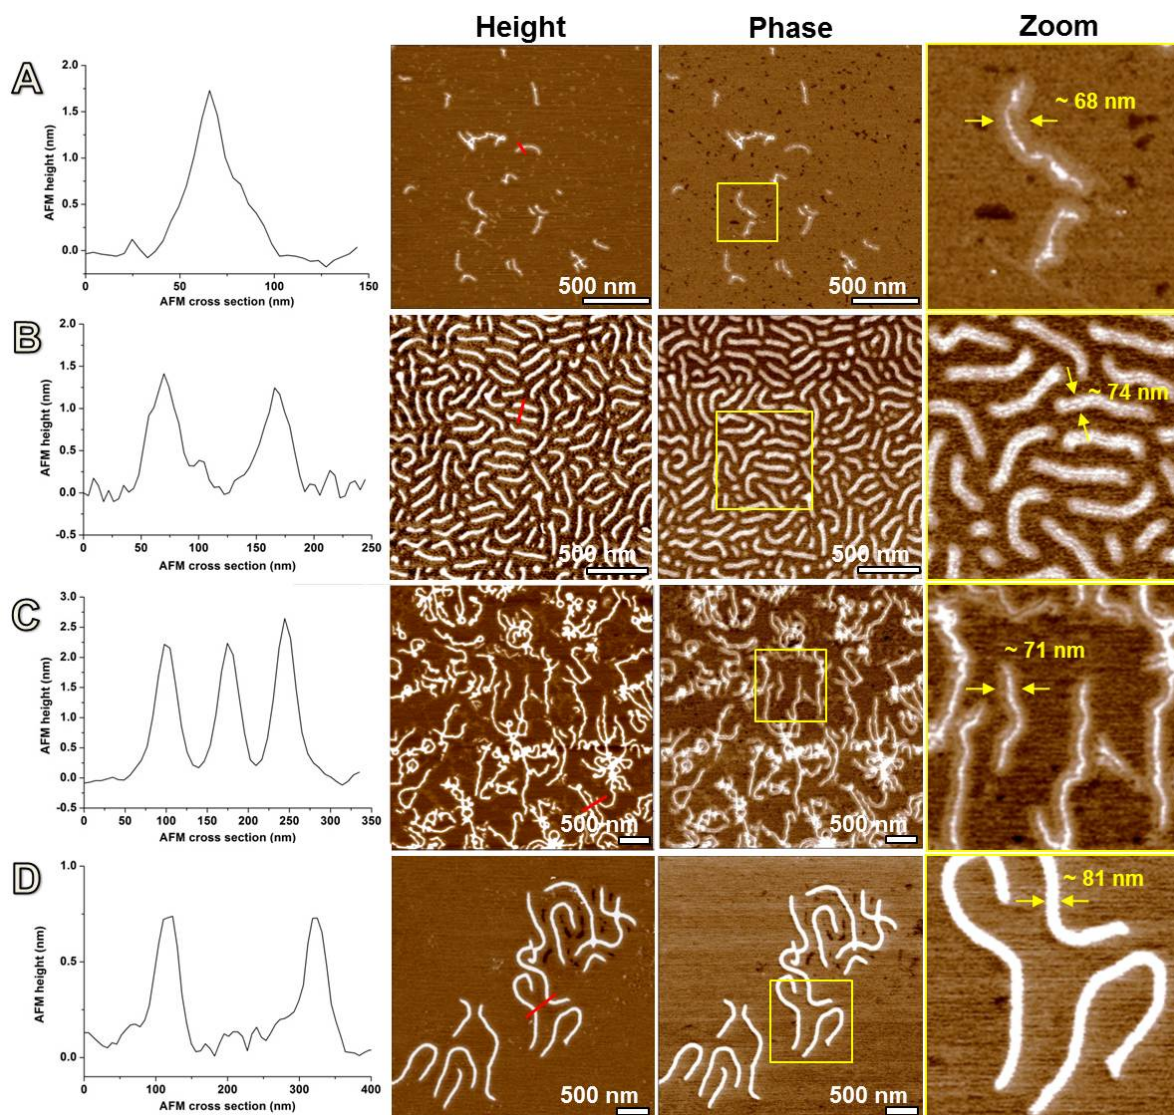 Height Phase Zoom
A
AFM height (nm)
2.0
1.5
1.0
0.5
0.0
0 50 100 150
AFM cross section (nm)
500 nm
500 nm
~ 68 nm
B
AFM height (nm)
2.0
1.5
1.0
0.5
0.0
-0.5
0 50 100 150 200 250
AFM cross section (nm)
500 nm
500 nm
~ 74 nm
C
AFM height (nm)
3.0
2.5
2.0
1.5
1.0
0.5
0.0
-0.5
0 50 100 150 200 250 300 350
AFM cross section (nm)
500 nm
500 nm
~ 71 nm
D
AFM height (nm)
1.0
0.5
0.0
0 100 200 300 400
AFM cross section (nm)
500 nm
500 nm
~ 81 nm